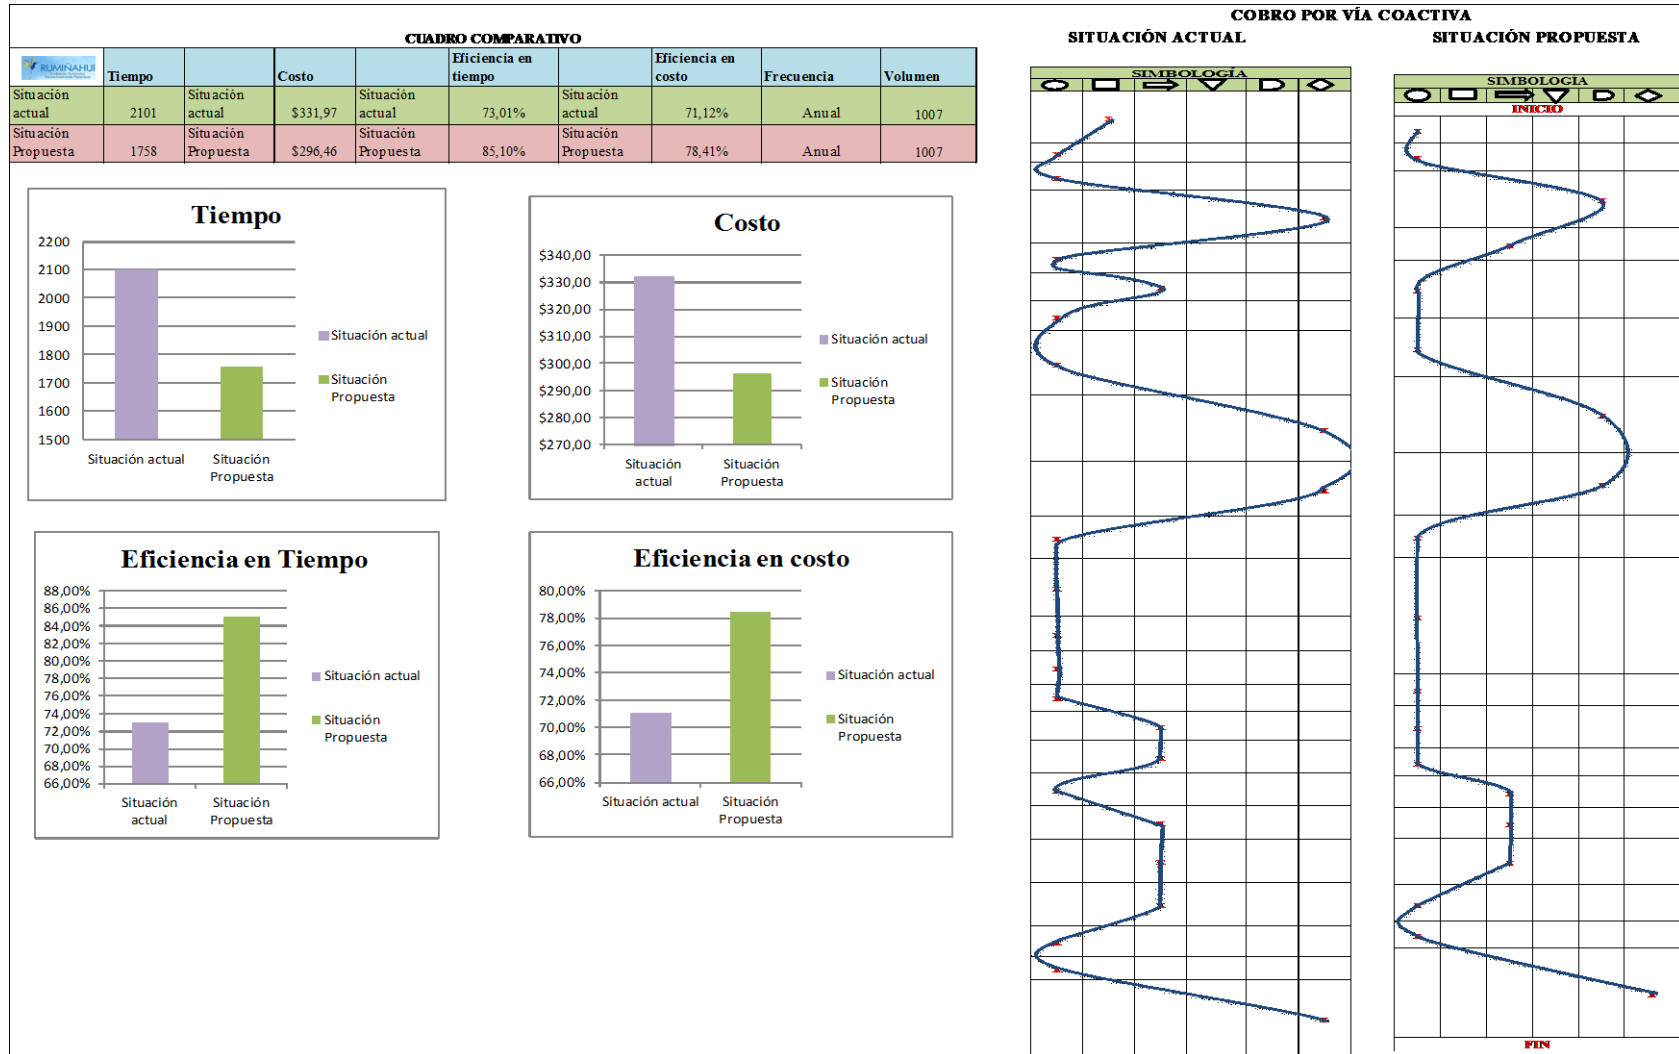 COBRO POR VÍA COACTIVA
CUADRO COMPARATIVO
SITUACIÓN ACTUAL
SITUACIÓN PROPUESTA
RUMIÑAHUI
Tiempo
Costo
Eficiencia en tiempo
Eficiencia en costo
Frecuencia
Volumen
Situación actual 2101 Situación actual $331,97 Situación actual 73,01% Situación actual 71,12% Anual 1007
Situación Propuesta 1758 Situación Propuesta $296,46 Situación Propuesta 85,10% Situación Propuesta 78,41% Anual 1007
Tiempo
2200
2100
2000
1900
1800
1700
1600
1500
Situación actual
Situación Propuesta
Situación actual
Situación Propuesta
Costo
$340,00
$330,00
$320,00
$310,00
$300,00
$290,00
$280,00
$270,00
Situación actual
Situación Propuesta
Situación actual
Situación Propuesta
Eficiencia en Tiempo
88,00%
86,00%
84,00%
82,00%
80,00%
78,00%
76,00%
74,00%
72,00%
70,00%
68,00%
66,00%
Situación actual
Situación Propuesta
Situación actual
Situación Propuesta
Eficiencia en costo
80,00%
78,00%
76,00%
74,00%
72,00%
70,00%
68,00%
66,00%
Situación actual
Situación Propuesta
Situación actual
Situación Propuesta
SIMBOLOGÍA
SIMBOLOGIA
INICIO
FIN